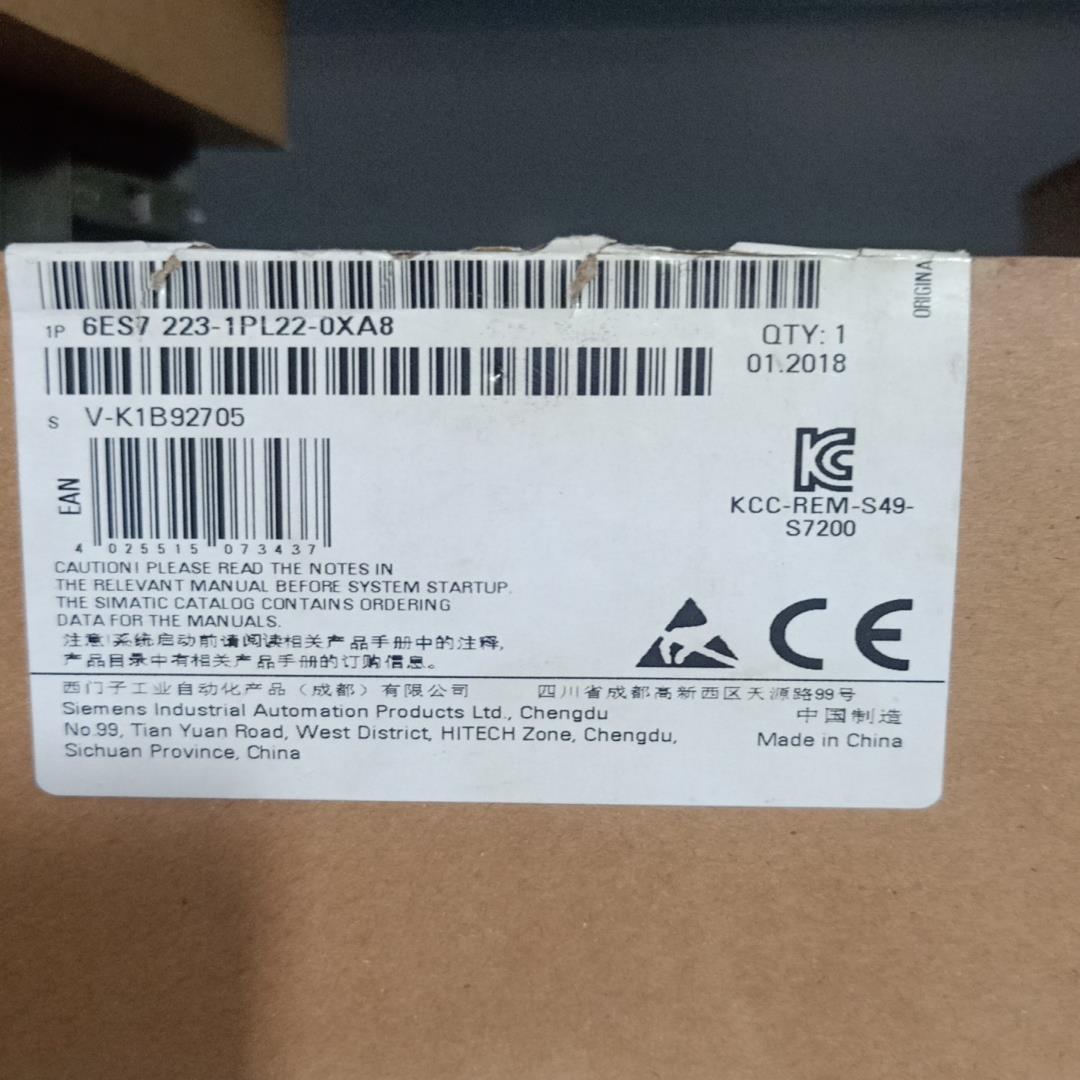 ORIGINA
1P 6ES7 223-1PL22-0XA8
QTY: 1
01.2018
S V-K1B92705
EAN
4 025515 073437
KCC-REM-S49-
S7200
CAUTION! PLEASE READ THE NOTES IN
THE RELEVANT MANUAL BEFORE SYSTEM STARTUP.
THE SIMATIC CATALOG CONTAINS ORDERING
DATA FOR THE MANUALS.
注意!系统启动前请阅读相关产品手册中的注释,
产品目录中有相关产品手册的订购信息。
CE
西门子工业自动化产品(成都)有限公司 四川省成都高新西区天源路99号
Siemens Industrial Automation Products Ltd., Chengdu
中国制造
No.99, Tian Yuan Road, West District, HITECH Zone, Chengdu,
Made in China
Sichuan Province, China